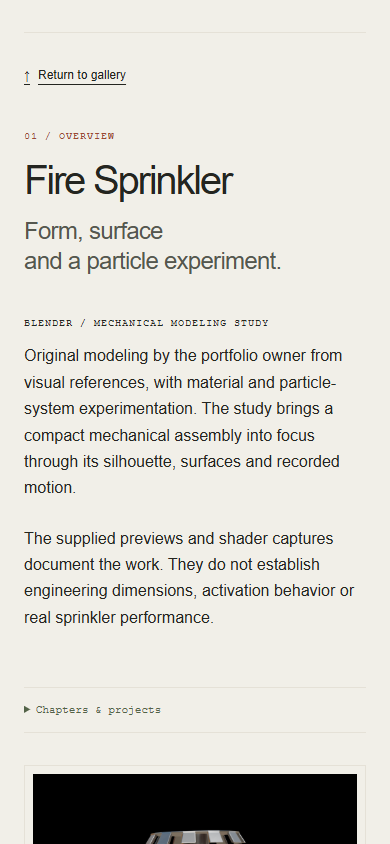 ↑ Return to gallery
01 / OVERVIEW
Fire Sprinkler
Form, surface
and a particle experiment.
BLENDER / MECHANICAL MODELING STUDY
Original modeling by the portfolio owner from
visual references, with material and particle-
system experimentation. The study brings a
compact mechanical assembly into focus
through its silhouette, surfaces and recorded
motion.
The supplied previews and shader captures
document the work. They do not establish
engineering dimensions, activation behavior or
real sprinkler performance.
▶ Chapters & projects